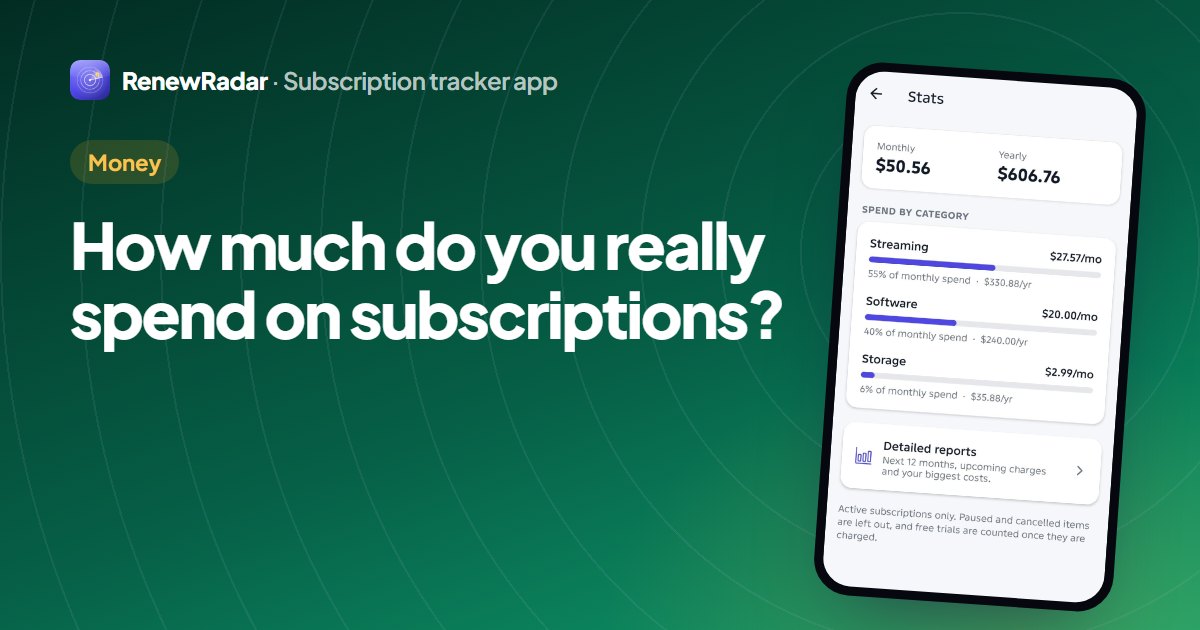 RenewRadar · Subscription tracker app
Money
How much do you really
spend on subscriptions?
Stats
Monthly
$50.56
Yearly
$606.76
SPEND BY CATEGORY
Streaming
$27.57/mo
55% of monthly spend · $330.88/yr
Software
$20.00/mo
40% of monthly spend · $240.00/yr
Storage
$2.99/mo
6% of monthly spend · $35.88/yr
Detailed reports
Next 12 months, upcoming charges
and your biggest costs.
Active subscriptions only. Paused and cancelled items
are left out, and free trials are counted once they are
charged.